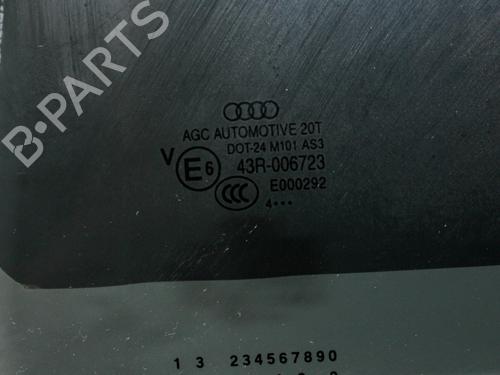 AGC AUTOMOTIVE 20T
DOT-24 M101 AS3
V E6 43R-006723
CCC E000292
4•••
1 3 234567890
B-PARTS